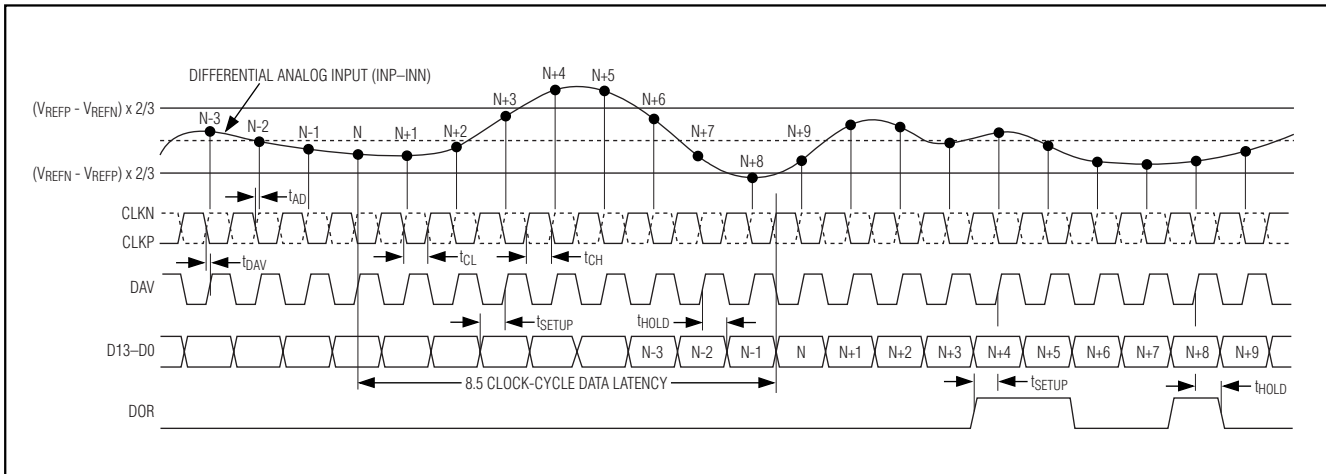 DIFFERENTIAL ANALOG INPUT (INP–INN)
(VREFP - VREFN) x 2/3
(VREFN - VREFP) x 2/3
N-3
N-2
N-1
N
N+1
N+2
N+3
N+4
N+5
N+6
N+7
N+8
N+9
tAD
CLKN
CLKP
tDAV
tCL
tCH
DAV
tSETUP
tHOLD
D13–D0
N-3
N-2
N-1
N
N+1
N+2
N+3
N+4
N+5
N+6
N+7
N+8
N+9
8.5 CLOCK-CYCLE DATA LATENCY
tSETUP
tHOLD
DOR